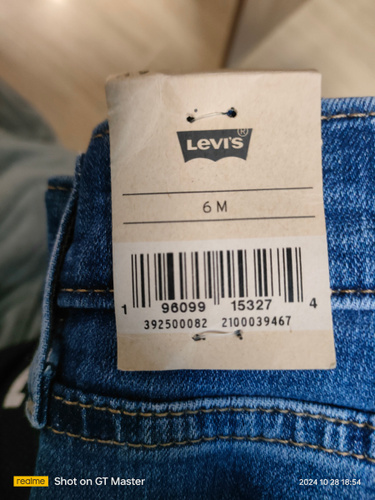 LEVI'S®
6 M
1 96099 15327 4
392500082 2100039467
realme Shot on GT Master 2024 10 28 18:54